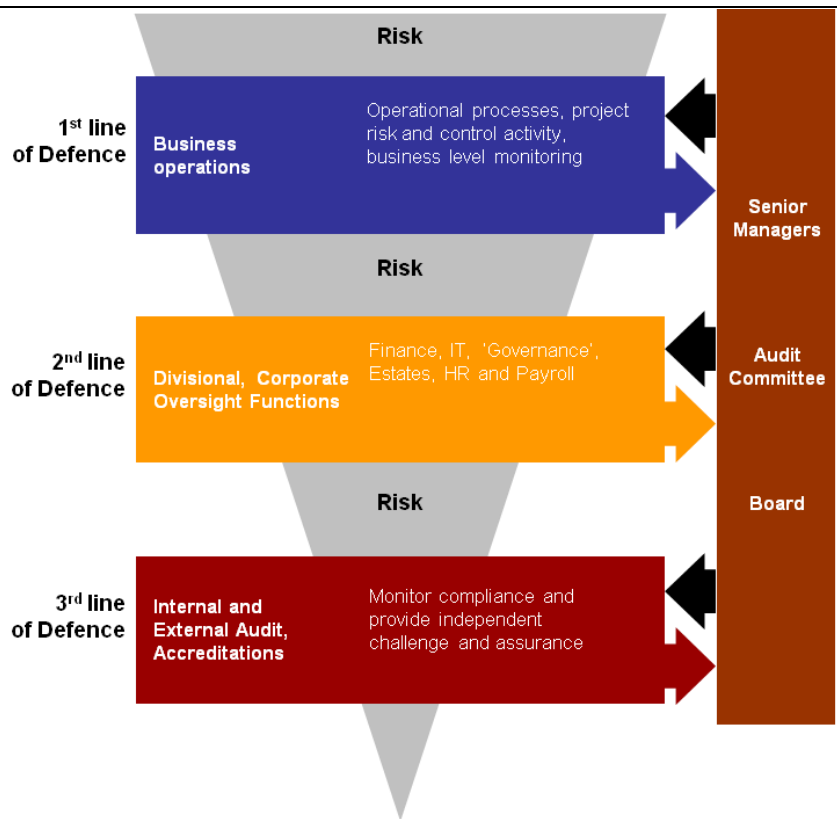 Risk
1st line
of Defence
Business
operations
Operational processes, project
risk and control activity,
business level monitoring
Risk
2nd line
of Defence
Divisional, Corporate
Oversight Functions
Finance, IT, 'Governance',
Estates, HR and Payroll
Risk
3rd line
of Defence
Internal and
External Audit,
Accreditations
Monitor compliance and
provide independent
challenge and assurance
Senior
Managers
Audit
Committee
Board